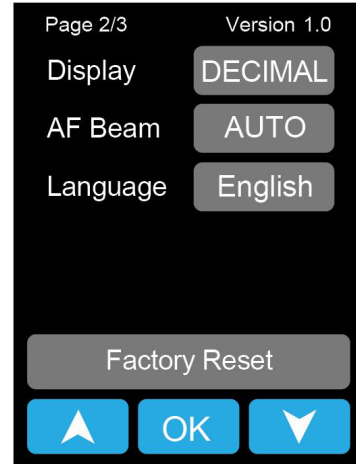 Page 2/3 Version 1.0
Display DECIMAL
AF Beam AUTO
Language English
Factory Reset
OK